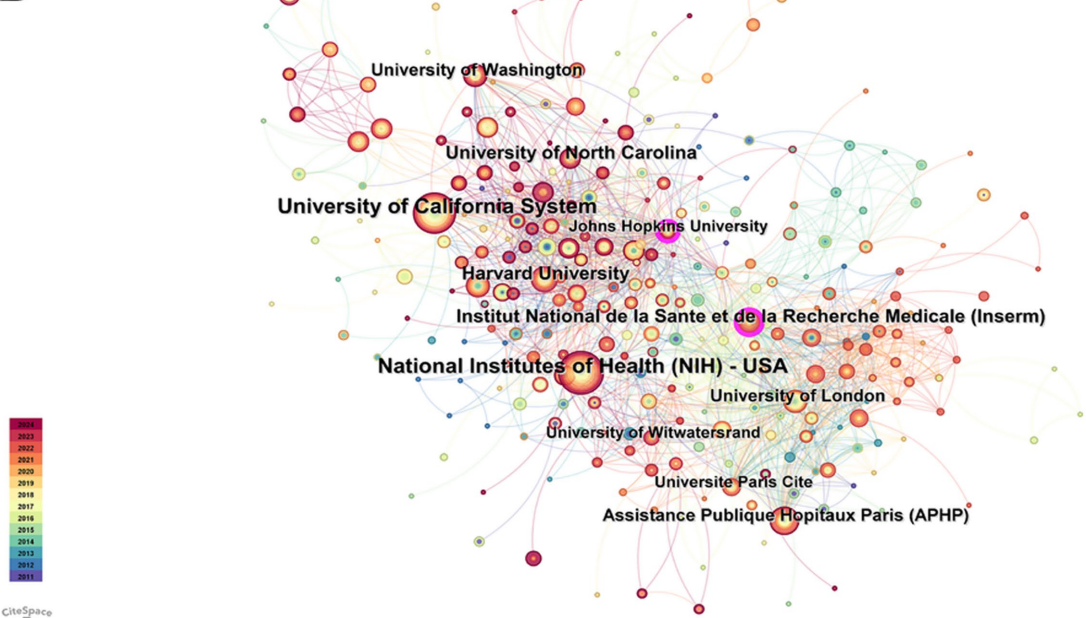 University of Washington
University of North Carolina
University of California System
Johns Hopkins University
Harvard University
Institut National de la Sante et de la Recherche Medicale (Inserm)
National Institutes of Health (NIH) - USA
University of London
University of Witwatersrand
Universite Paris Cite
Assistance Publique Hopitaux Paris (APHP)
2024
2023
2022
2021
2020
2019
2018
2017
2016
2015
2014
2013
2012
2011
CiteSpace